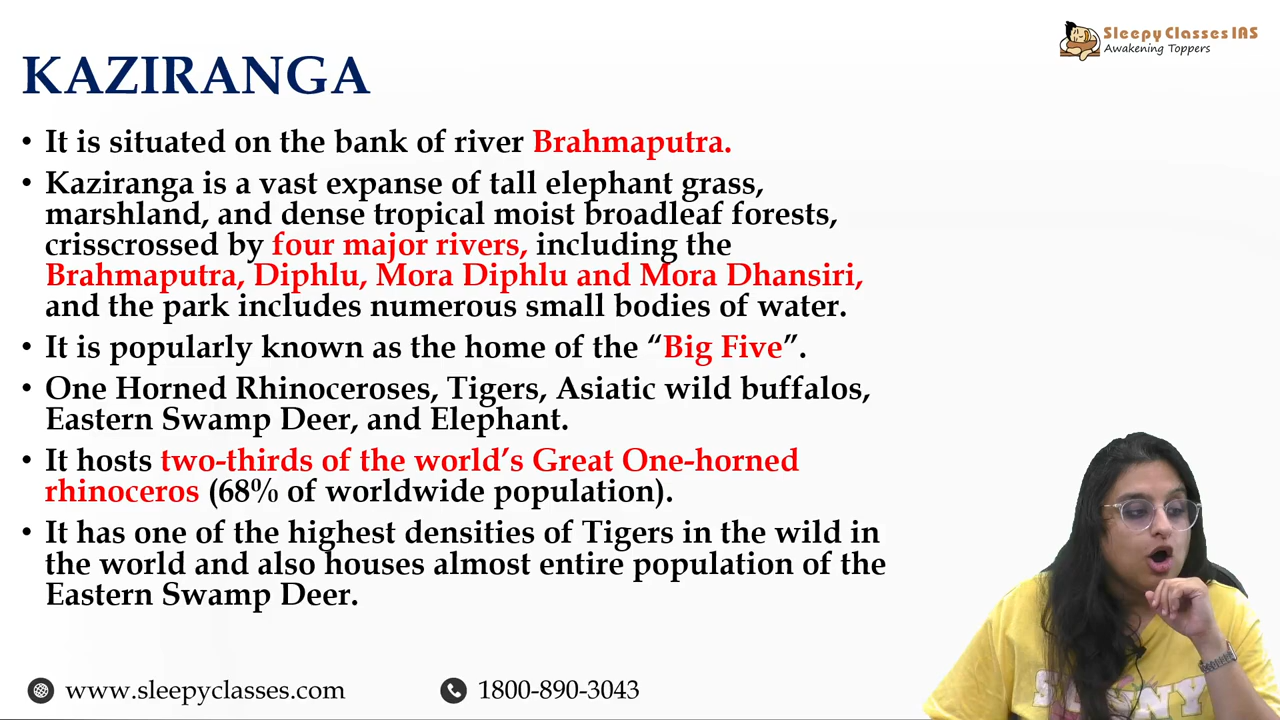 Sleepy Classes IAS
Awakening Toppers
KAZIRANGA
• It is situated on the bank of river Brahmaputra.
• Kaziranga is a vast expanse of tall elephant grass,
marshland, and dense tropical moist broadleaf forests,
crisscrossed by four major rivers, including the
Brahmaputra, Diphlu, Mora Diphlu and Mora Dhansiri,
and the park includes numerous small bodies of water.
• It is popularly known as the home of the “Big Five”.
• One Horned Rhinoceroses, Tigers, Asiatic wild buffalos,
Eastern Swamp Deer, and Elephant.
• It hosts two-thirds of the world’s Great One-horned
rhinoceros (68% of worldwide population).
• It has one of the highest densities of Tigers in the wild in
the world and also houses almost entire population of the
Eastern Swamp Deer.
www.sleepyclasses.com
1800-890-3043